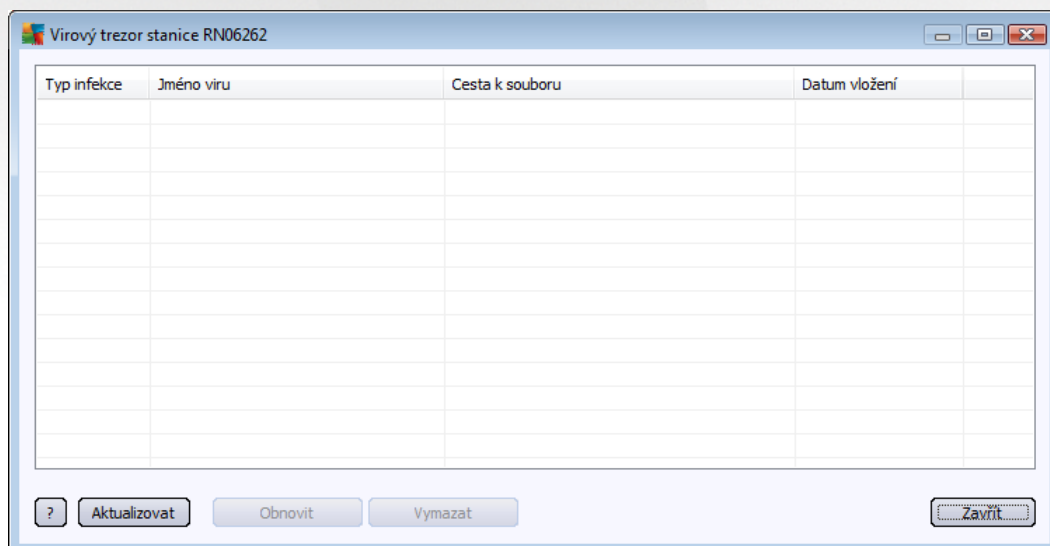 Virový trezor stanice RN06262
Typ infekce Jméno viru Cesta k souboru Datum vložení
? Aktualizovat Obnovit Vymazat Zavřít